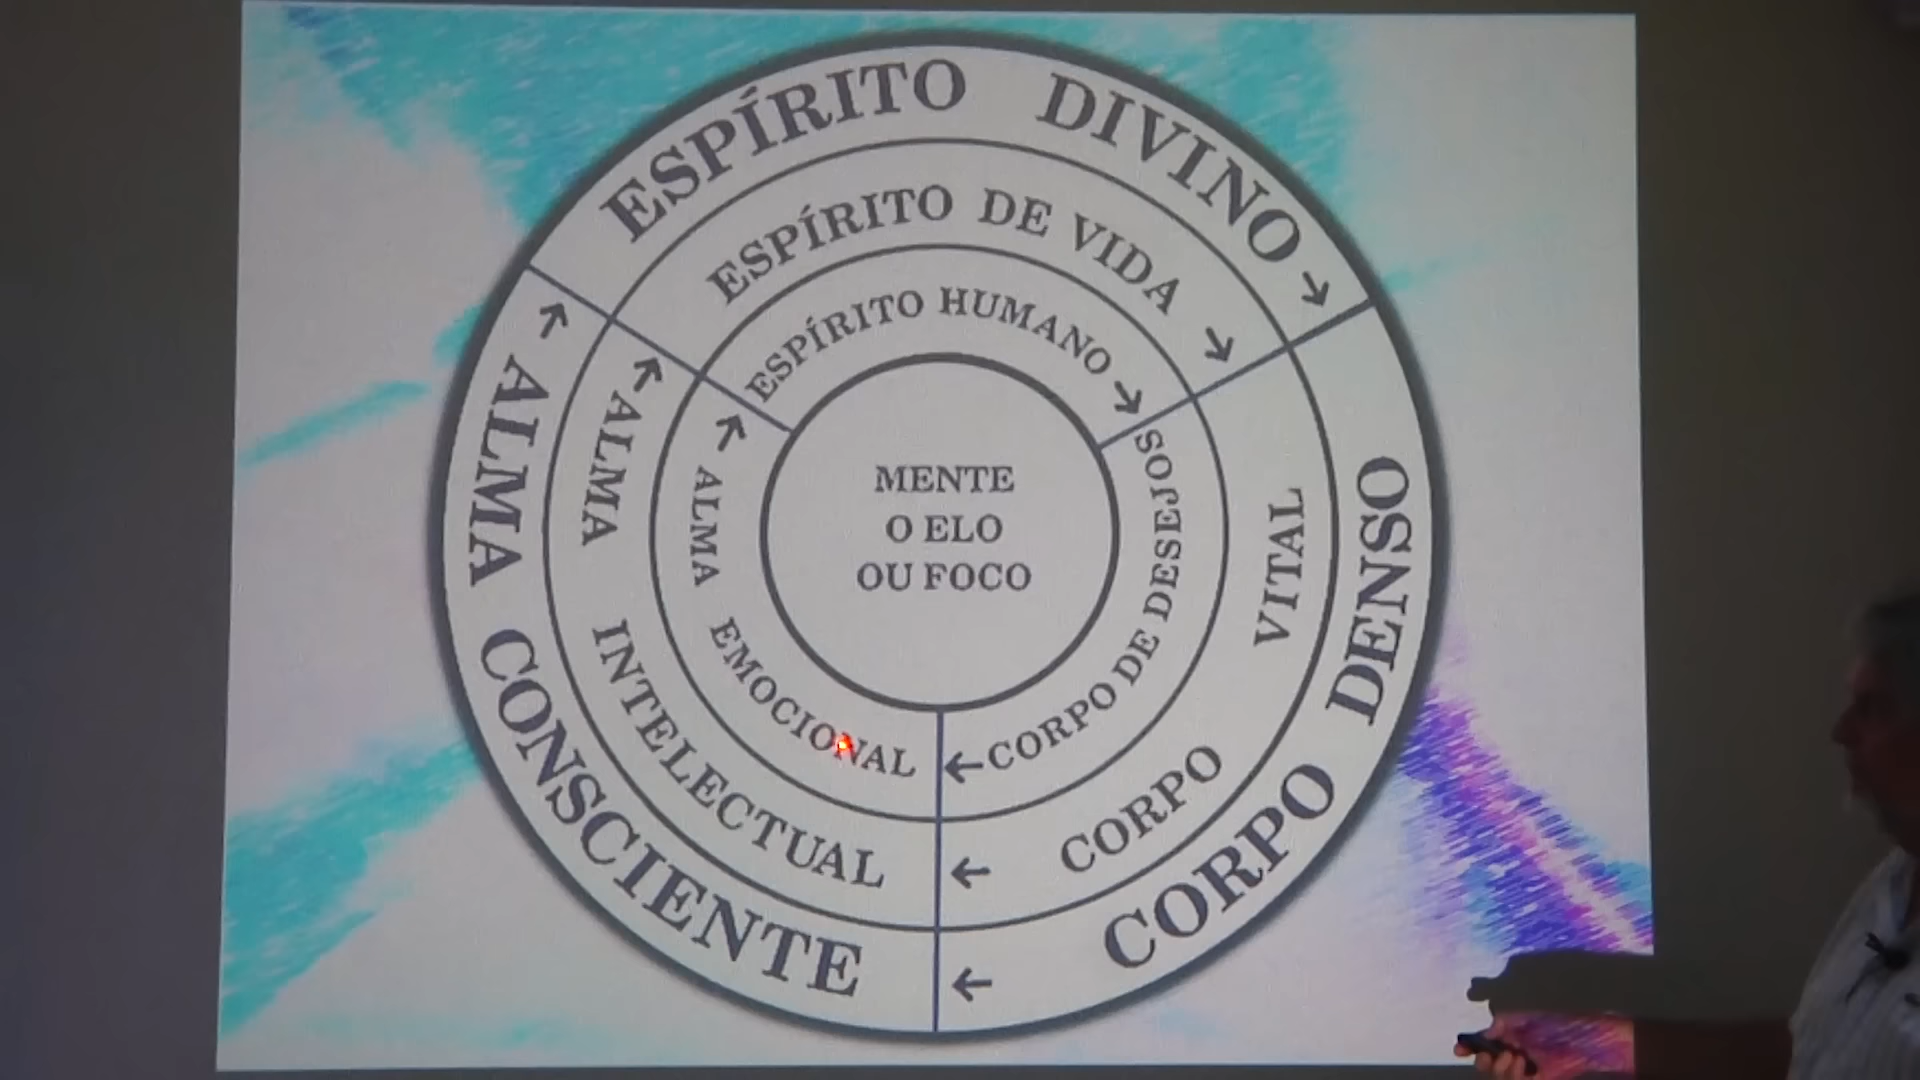 ESPÍRITO DIVINO →
ESPÍRITO DE VIDA →
ESPÍRITO HUMANO →
CORPO DENSO
←
CORPO VITAL
←
←CORPO DE DESEJOS
ALMA CONSCIENTE
ALMA INTELECTUAL
ALMA EMOCIONAL
MENTE
O ELO
OU FOCO